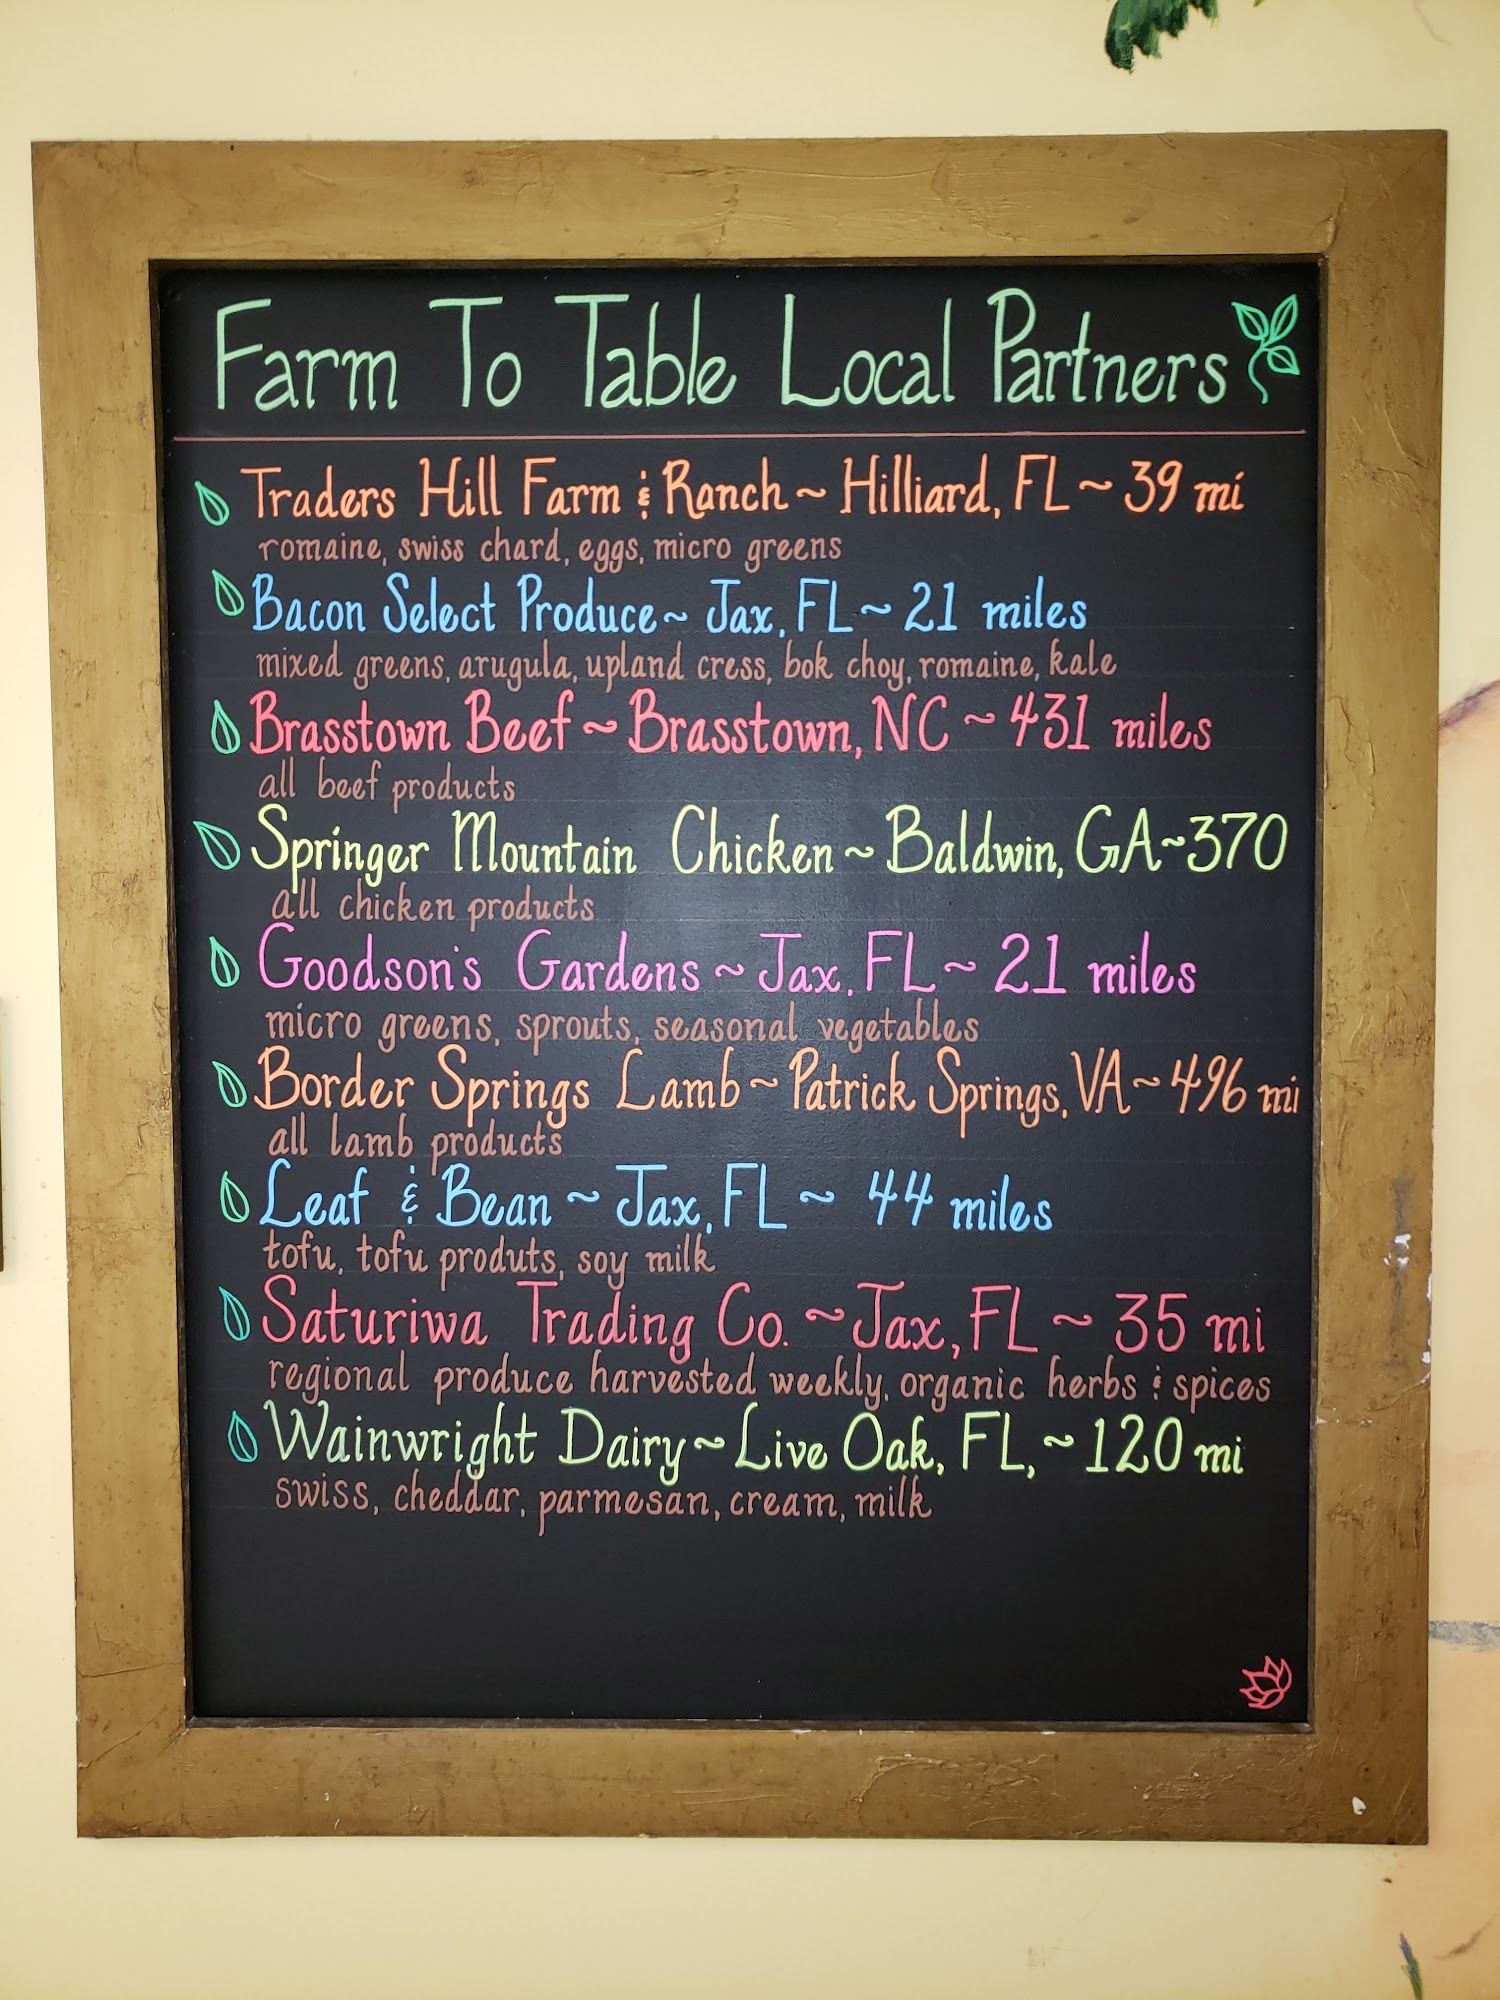 Farm To Table Local Partners
Traders Hill Farm & Ranch ~ Hilliard, FL ~ 39 mi
romaine, swiss chard, eggs, micro greens
Bacon Select Produce ~ Jax, FL ~ 21 miles
mixed greens, arugula, upland cress, bok choy, romaine, kale
Brasstown Beef ~ Brasstown, NC ~ 431 miles
all beef products
Springer Mountain Chicken ~ Baldwin, GA ~ 370
all chicken products
Goodson's Gardens ~ Jax, FL ~ 21 miles
micro greens, sprouts, seasonal vegetables
Border Springs Lamb ~ Patrick Springs, VA ~ 496 mi
all lamb products
Leaf & Bean ~ Jax, FL ~ 44 miles
tofu, tofu produts, soy milk
Saturiwa Trading Co. ~ Jax, FL ~ 35 mi
regional produce harvested weekly, organic herbs & spices
Wainwright Dairy ~ Live Oak, FL, ~ 120 mi
swiss, cheddar, parmesan, cream, milk